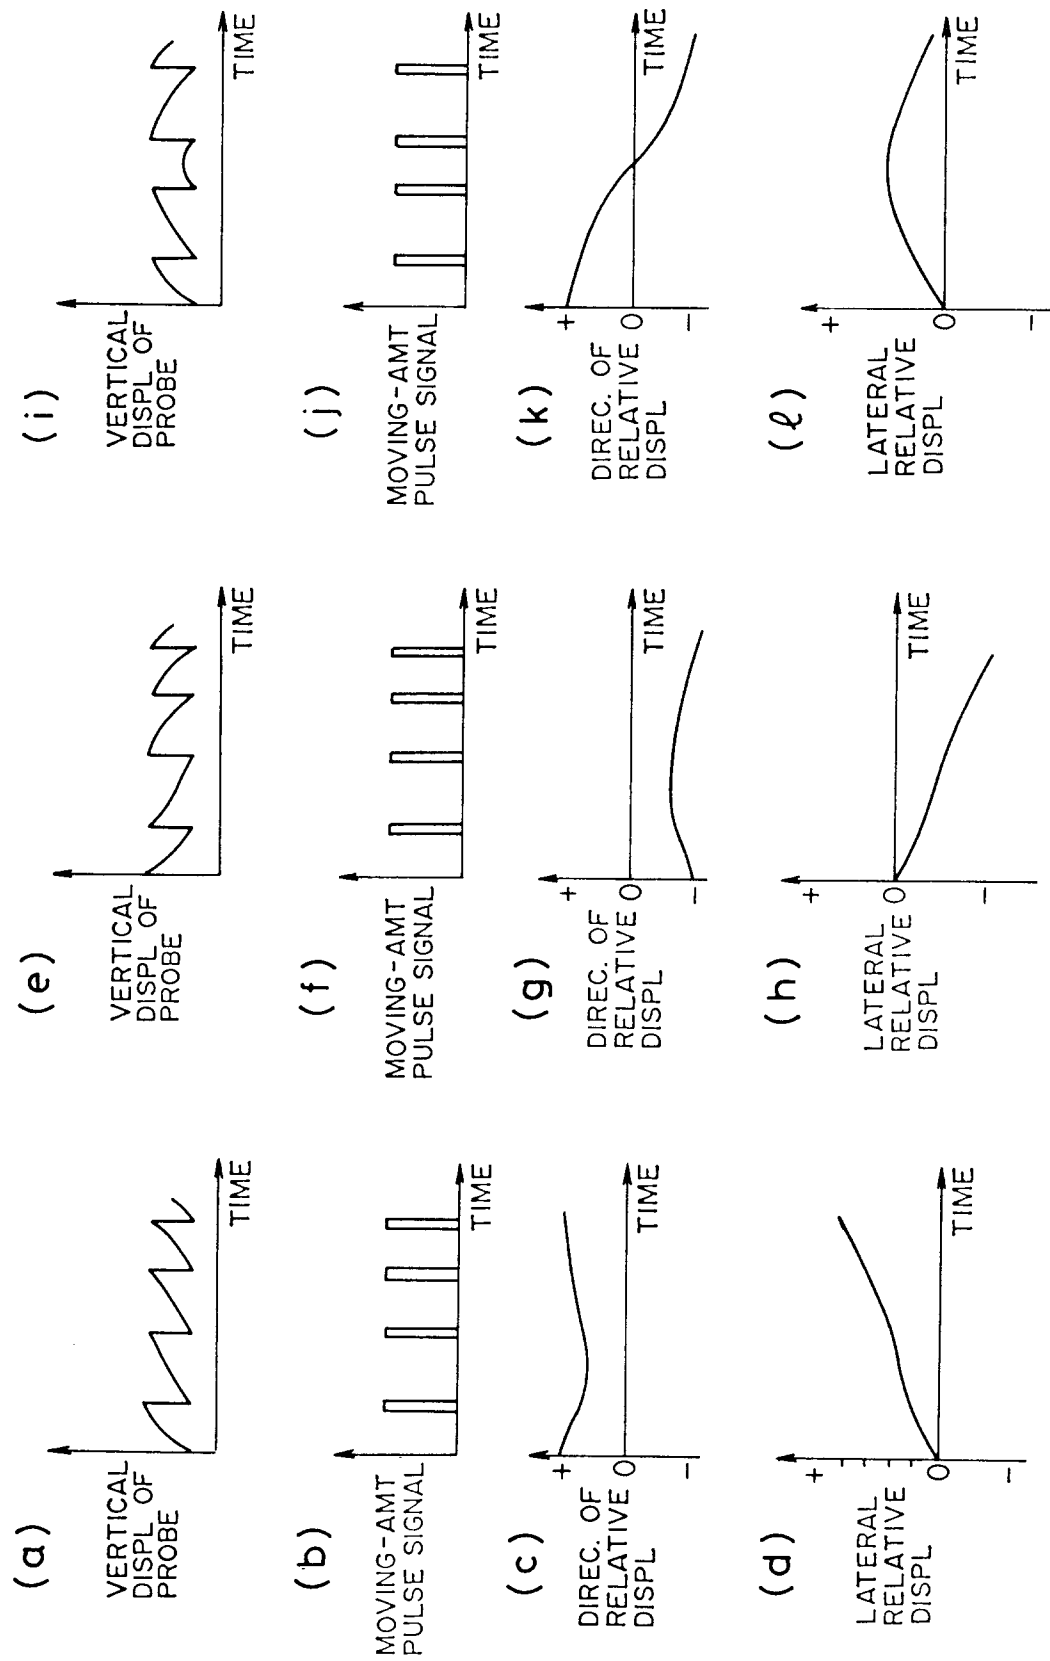 (a)
VERTICAL
DISPL OF
PROBE
TIME
(b)
MOVING-AMT
PULSE SIGNAL
TIME
(c)
DIREC. OF
RELATIVE
DISPL
+
0
−
TIME
(d)
LATERAL
RELATIVE
DISPL
+
0
−
TIME
(e)
VERTICAL
DISPL OF
PROBE
TIME
(f)
MOVING-AMT
PULSE SIGNAL
TIME
(g)
DIREC. OF
RELATIVE
DISPL
+
0
−
TIME
(h)
LATERAL
RELATIVE
DISPL
+
0
−
TIME
(i)
VERTICAL
DISPL OF
PROBE
TIME
(j)
MOVING-AMT
PULSE SIGNAL
TIME
(k)
DIREC. OF
RELATIVE
DISPL
+
0
−
TIME
(ℓ)
LATERAL
RELATIVE
DISPL
+
0
−
TIME